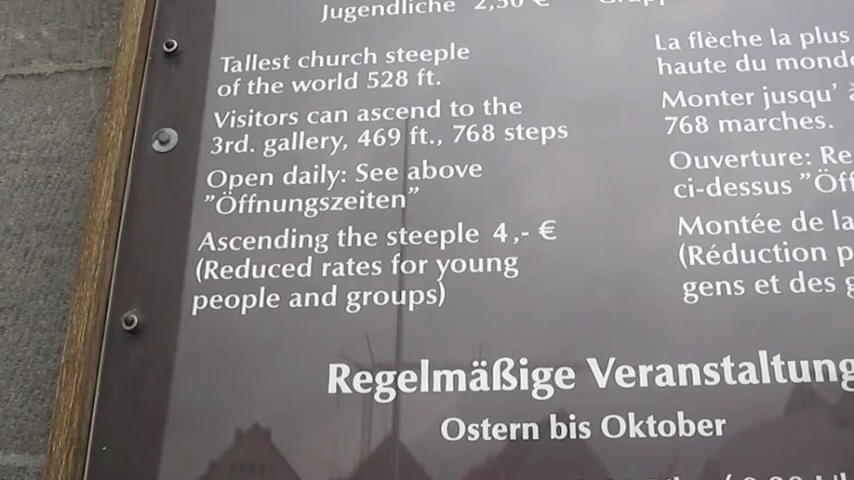 Jugendliche 2,50 €
Tallest church steeple
of the world 528 ft.
Visitors can ascend to the
3rd. gallery, 469 ft., 768 steps
Open daily: See above
”Öffnungszeiten”
Ascending the steeple 4,- €
(Reduced rates for young
people and groups)
La flèche la plus
haute du monde
Monter jusqu’ à
768 marches.
Ouverture: Re
ci-dessus ”Öff
Montée de la
(Réduction p
gens et des g
Regelmäßige Veranstaltung
Ostern bis Oktober